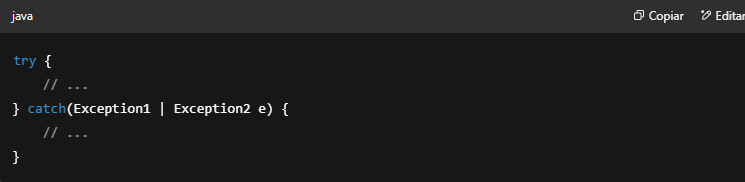 java Copiar Editar
try {
    // ...
} catch(Exception1 | Exception2 e) {
    // ...
}